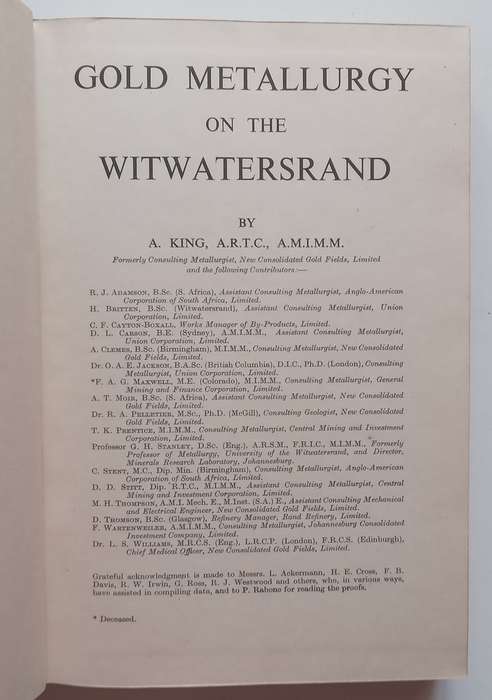 GOLD METALLURGY
ON THE
WITWATERSRAND
BY
A. KING, A.R.T.C., A.M.I.M.M.
Formerly Consulting Metallurgist, New Consolidated Gold Fields, Limited
and the following Contributors:—
R. J. ADAMSON, B.Sc. (S. Africa), Assistant Consulting Metallurgist, Anglo-American
Corporation of South Africa, Limited.
H. BRITTEN, B.Sc. (Witwatersrand), Assistant Consulting Metallurgist, Union
Corporation, Limited.
C. F. CAYTON-BOXALL, Works Manager of By-Products, Limited.
D. L. CARSON, B.E. (Sydney), A.M.I.M.M., Assistant Consulting Metallurgist,
Union Corporation, Limited.
A. CLEMES, B.Sc. (Birmingham), M.I.M.M., Consulting Metallurgist, New Consolidated
Gold Fields, Limited.
Dr. O. A. E. JACKSON, B.A.Sc. (British Columbia), D.I.C., Ph.D. (London), Consulting
Metallurgist, Union Corporation, Limited.
*F. A. G. MAXWELL, M.E. (Colorado), M.I.M.M., Consulting Metallurgist, General
Mining and Finance Corporation, Limited.
A. T. MOIR, B.Sc. (S. Africa), Assistant Consulting Metallurgist, New Consolidated
Gold Fields, Limited.
Dr. R. A. PELLETIER, M.Sc., Ph.D. (McGill), Consulting Geologist, New Consolidated
Gold Fields, Limited.
T. K. PRENTICE, M.I.M.M., Consulting Metallurgist, Central Mining and Investment
Corporation, Limited.
Professor G. H. STANLEY, D.Sc. (Eng.), A.R.S.M., F.R.I.C., M.I.M.M., Formerly
Professor of Metallurgy, University of the Witwatersrand, and Director,
Minerals Research Laboratory, Johannesburg.
C. STENT, M.C., Dip. Min. (Birmingham), Consulting Metallurgist, Anglo-American
Corporation of South Africa, Limited.
D. D. STITT, Dip. R.T.C., M.I.M.M., Assistant Consulting Metallurgist, Central
Mining and Investment Corporation, Limited.
M. H. THOMPSON, A.M.I. Mech. E., M.Inst. (S.A.) E., Assistant Consulting Mechanical
and Electrical Engineer, New Consolidated Gold Fields, Limited.
D. THOMSON, B.Sc. (Glasgow), Refinery Manager, Rand Refinery, Limited.
F. WARTENWEILER, A.M.I.M.M., Consulting Metallurgist, Johannesburg Consolidated
Investment Company, Limited.
Dr. L. S. WILLIAMS, M.R.C.S. (Eng.), L.R.C.P. (London), F.R.C.S. (Edinburgh),
Chief Medical Officer, New Consolidated Gold Fields, Limited.
Grateful acknowledgment is made to Messrs. L. Ackermann, H. E. Cross, F. B.
Davis, R. W. Irwin, G. Ross, R. J. Westwood and others, who, in various ways,
have assisted in compiling data, and to P. Rabone for reading the proofs.
* Deceased.